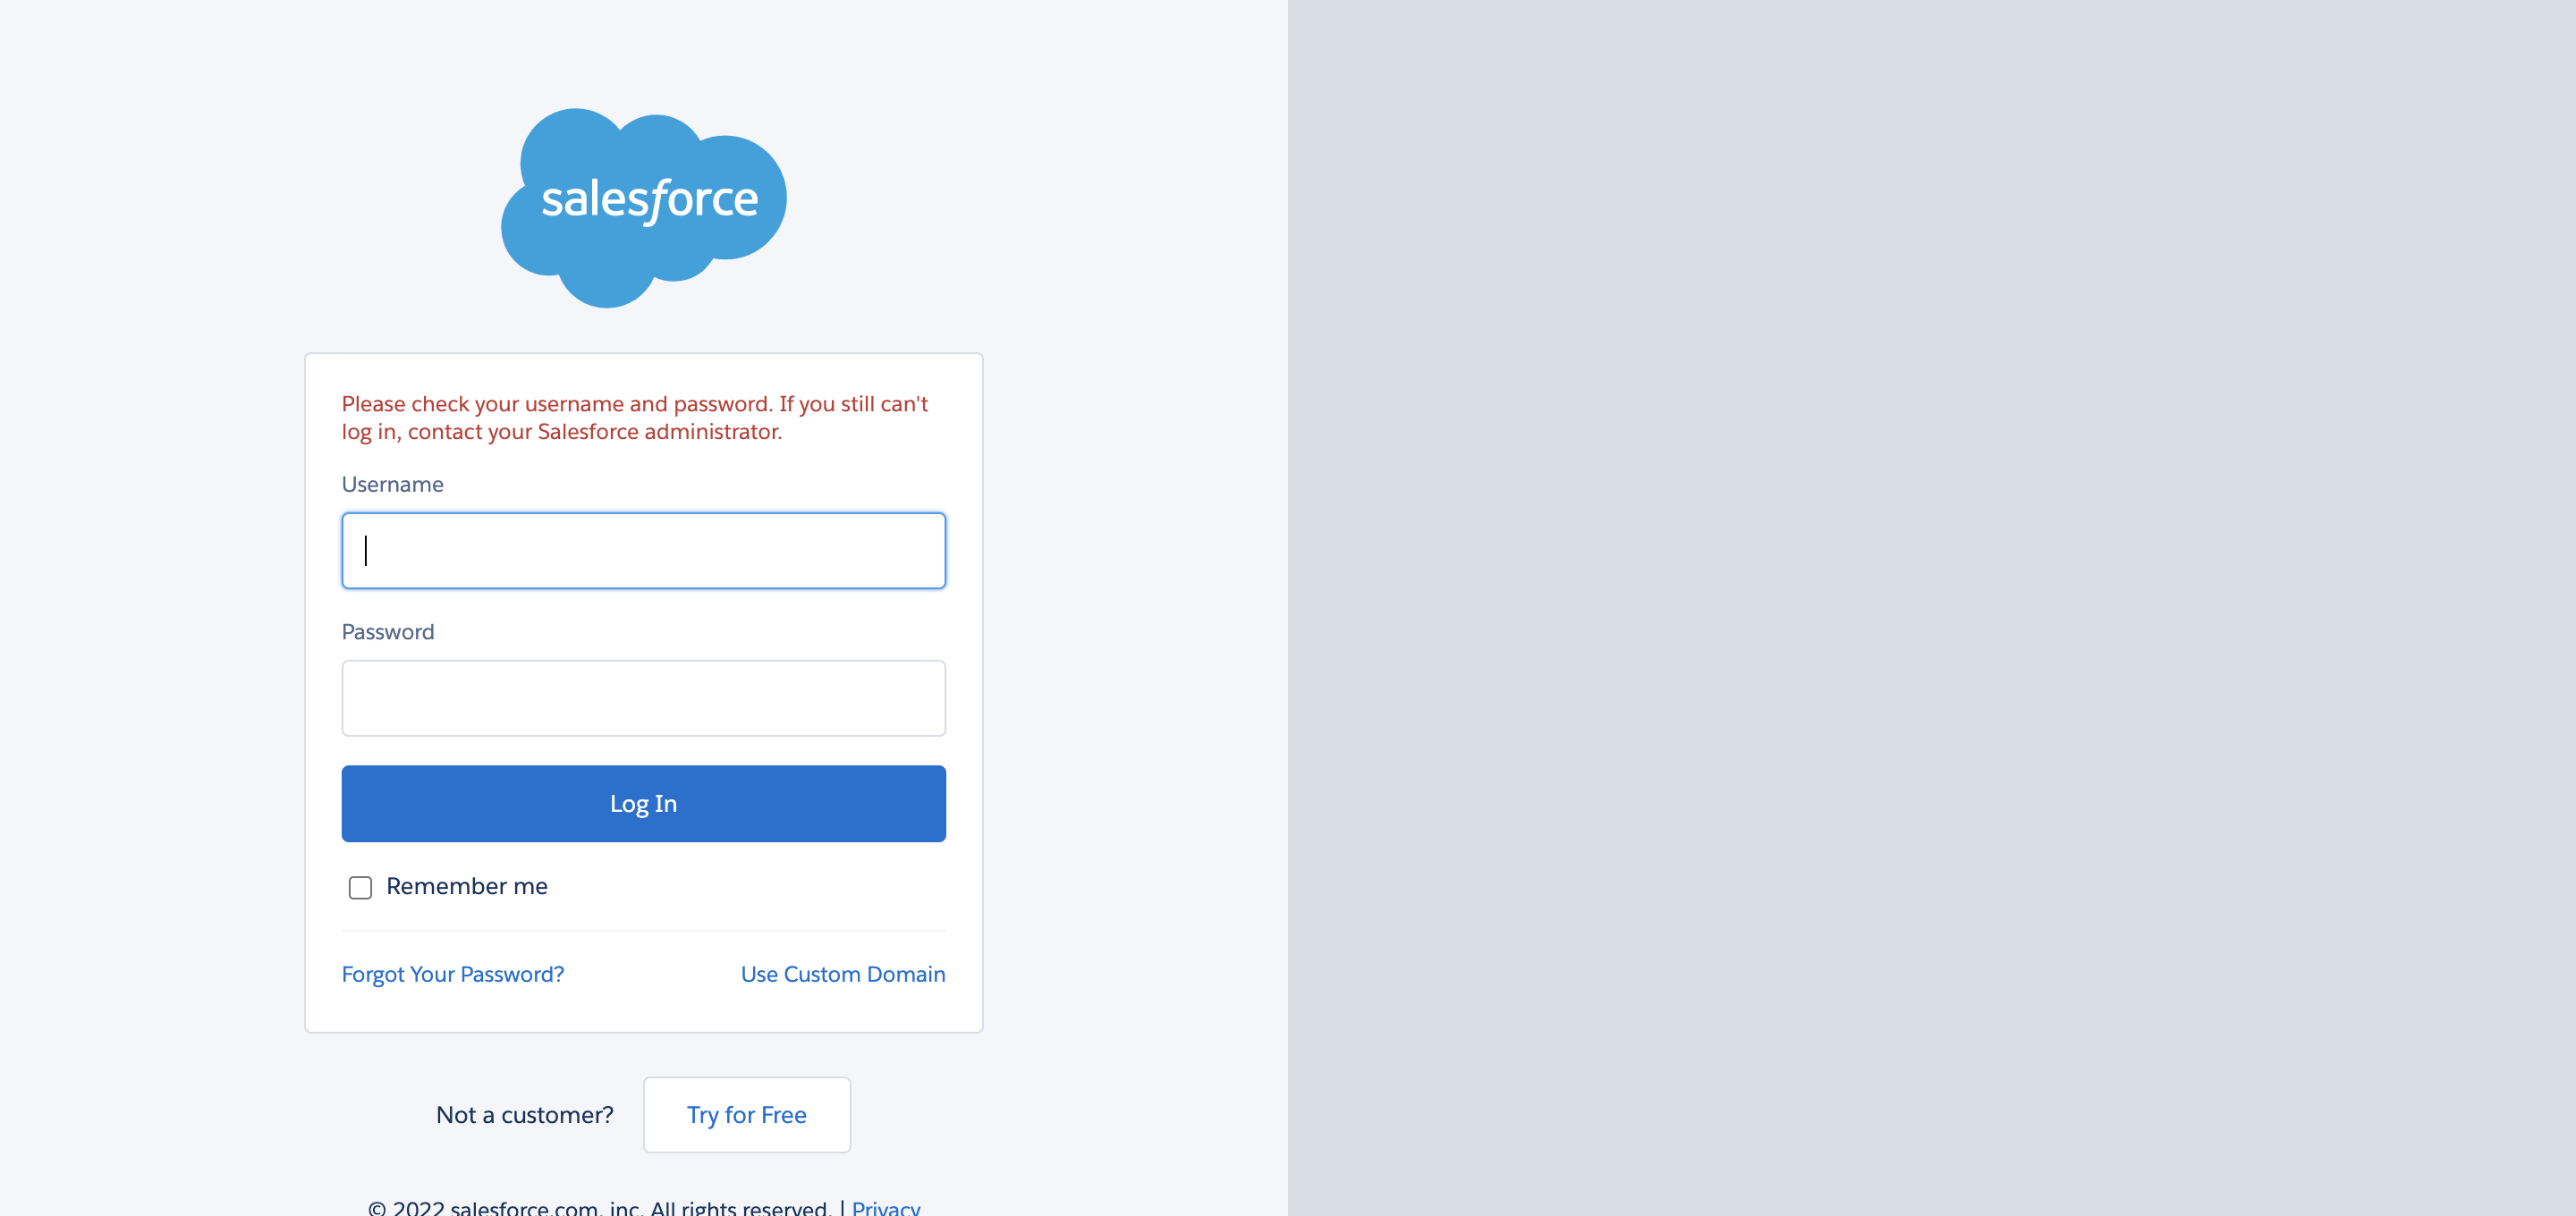 salesforce
Please check your username and password. If you still can't
log in, contact your Salesforce administrator.
Username
Password
Log In
Remember me
Forgot Your Password?
Use Custom Domain
Not a customer?
Try for Free
© 2022 salesforce.com, inc. All rights reserved. | Privacy